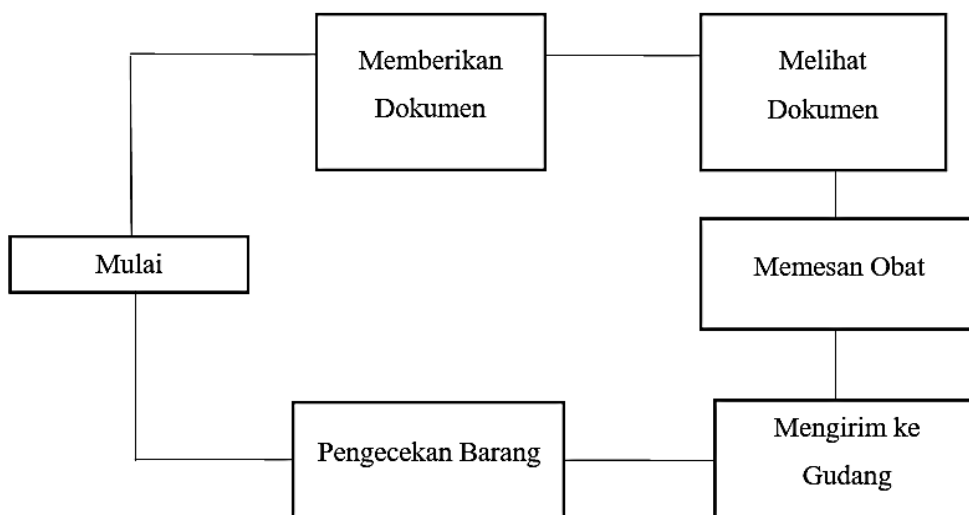 Memberikan
Dokumen
Melihat
Dokumen
Mulai
Memesan Obat
Pengecekan Barang
Mengirim ke
Gudang